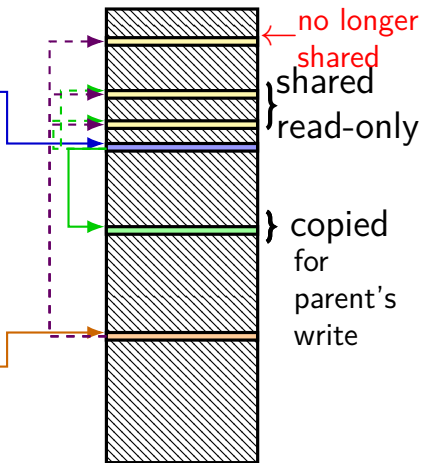 no longer
shared
shared
read-only
copied
for
parent's
write